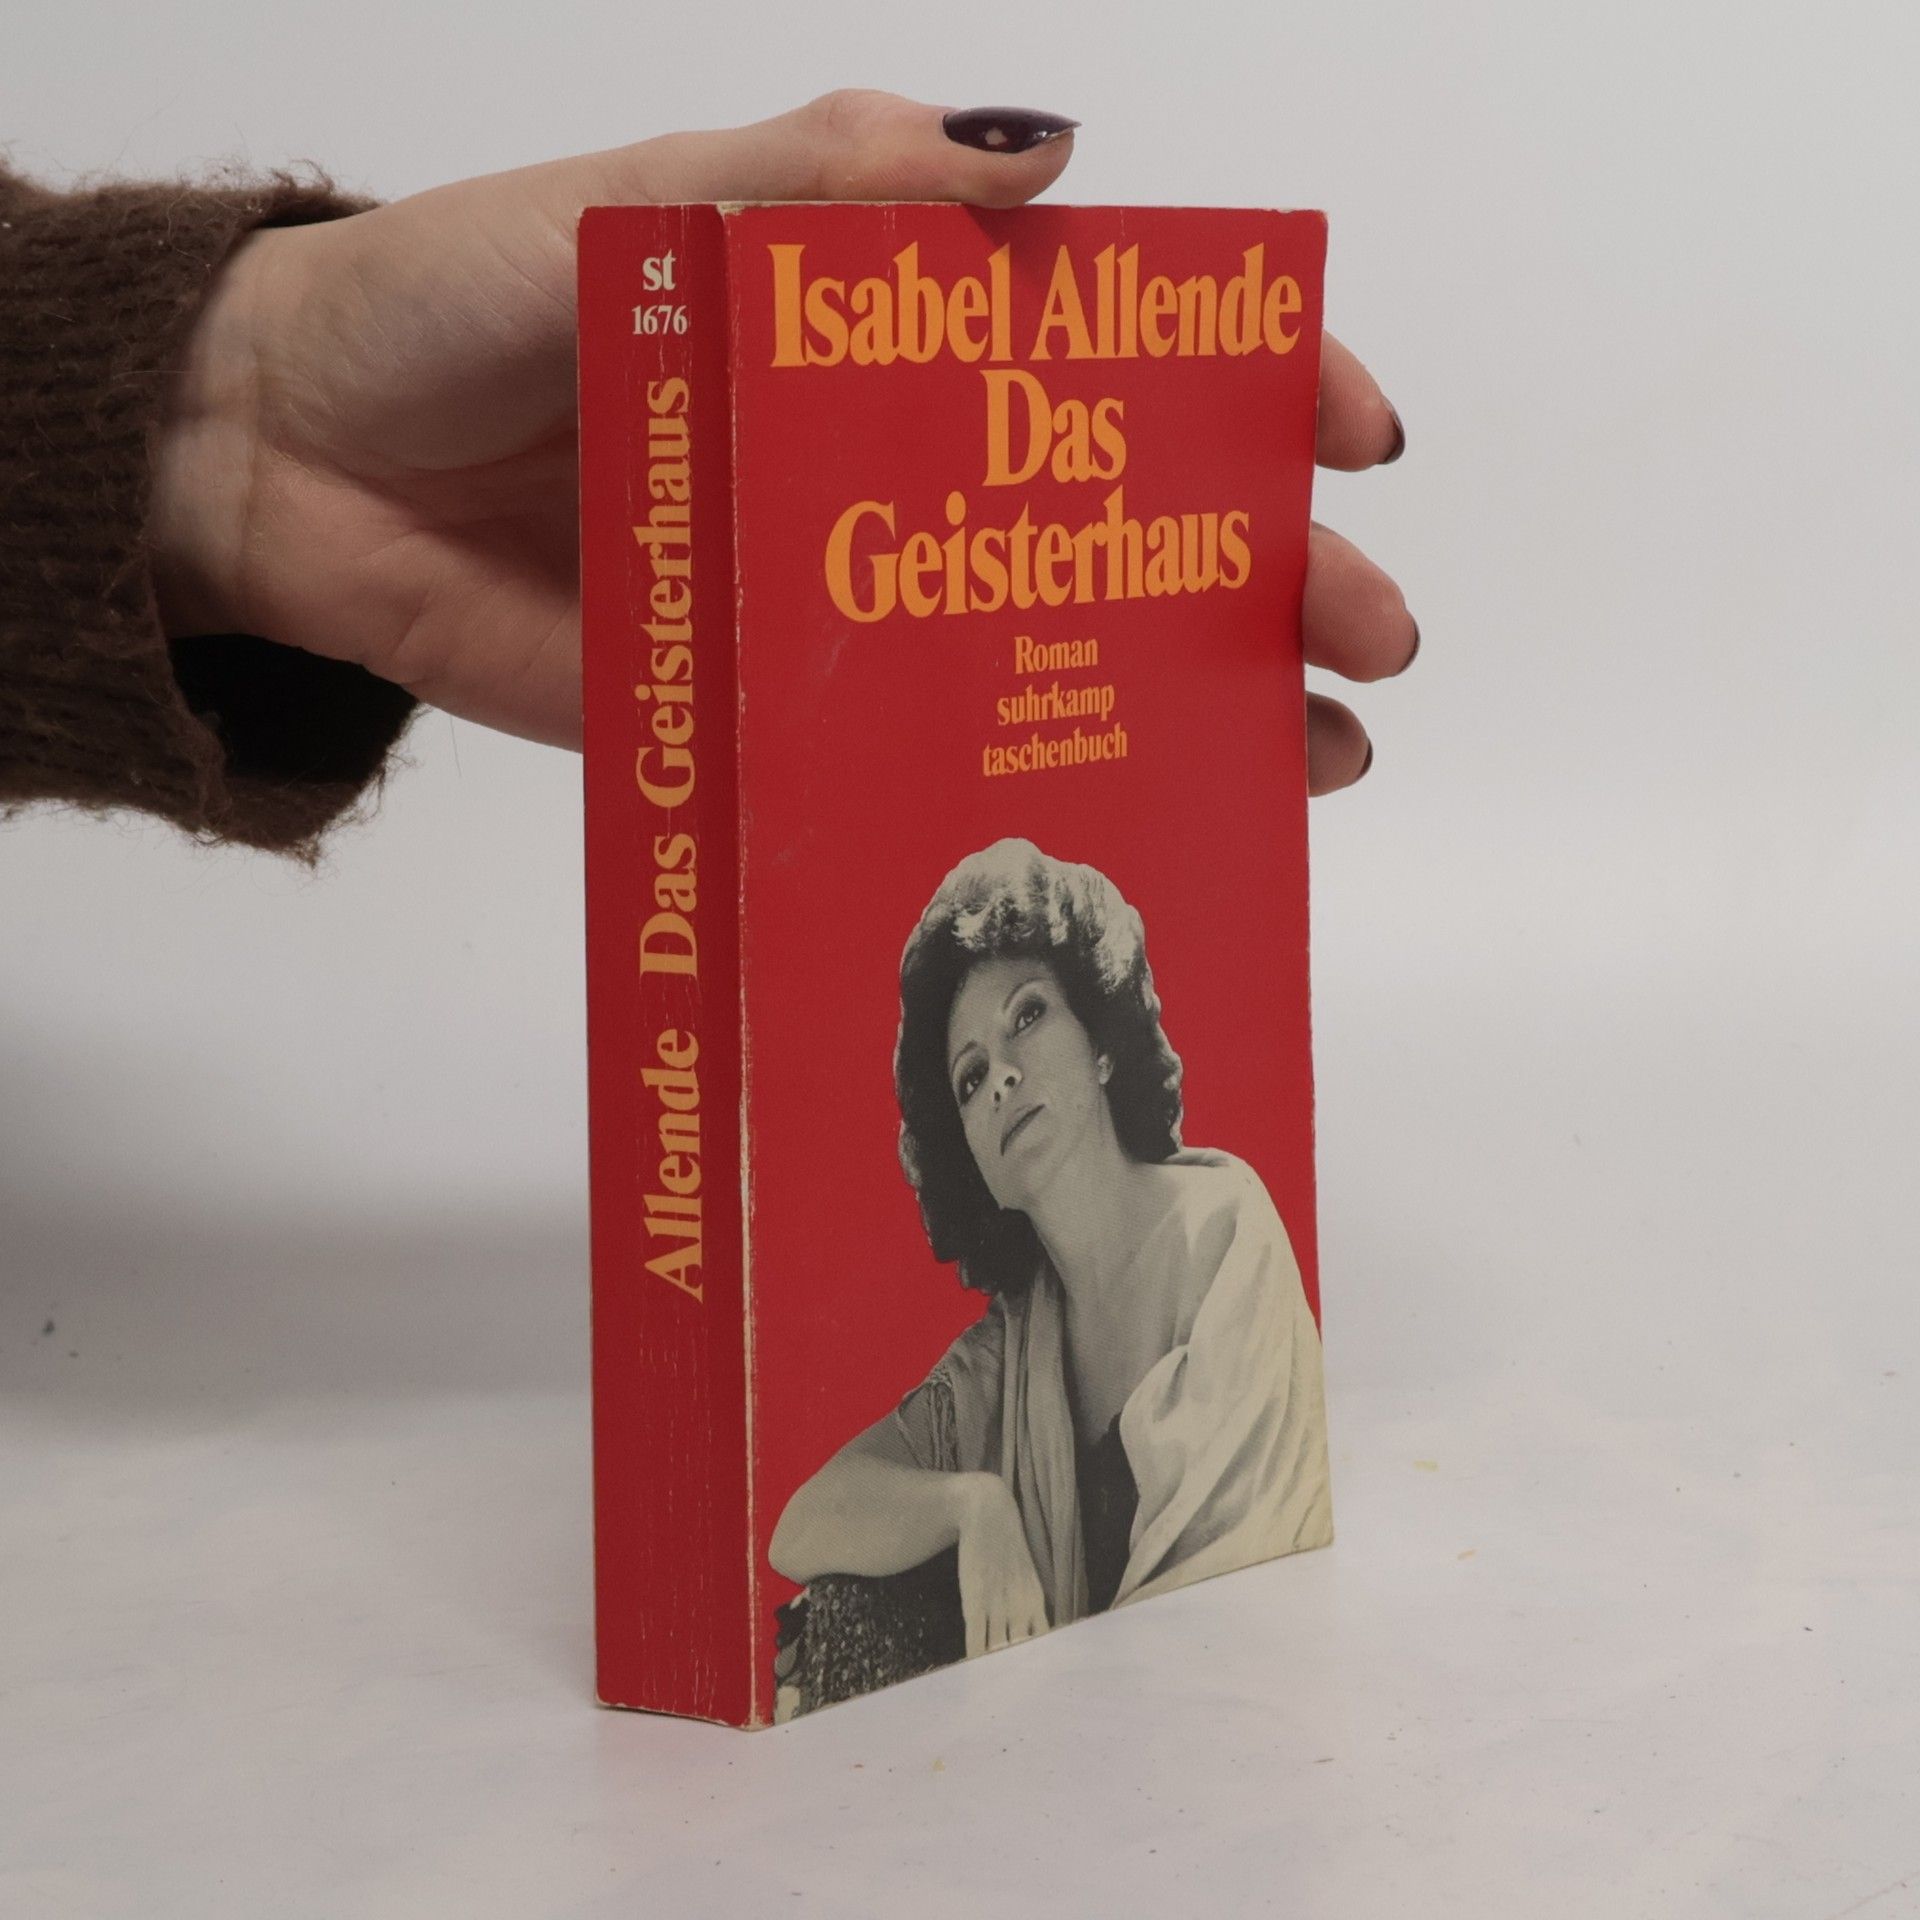 st
1676
Allende Das Geisterhaus
Isabel Allende
Das
Geisterhaus
Roman
suhrkamp
taschenbuch